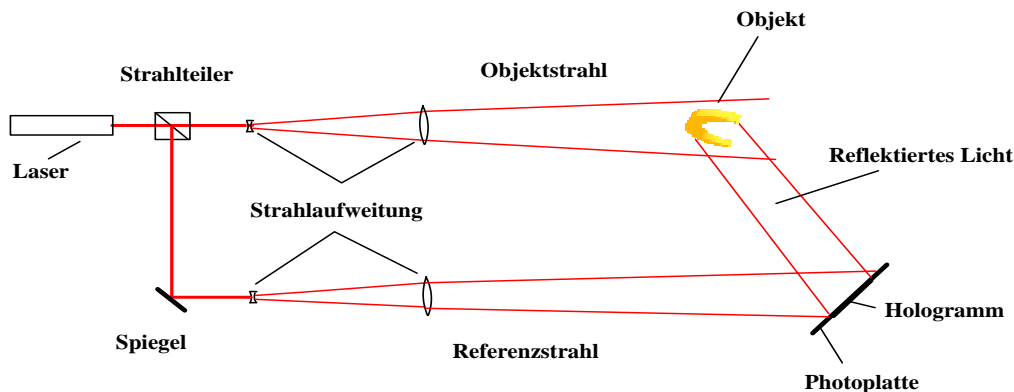 Objekt
Strahlteiler
Objektstrahl
Reflektiertes Licht
Laser
Strahlaufweitung
Hologramm
Spiegel
Referenzstrahl
Photoplatte